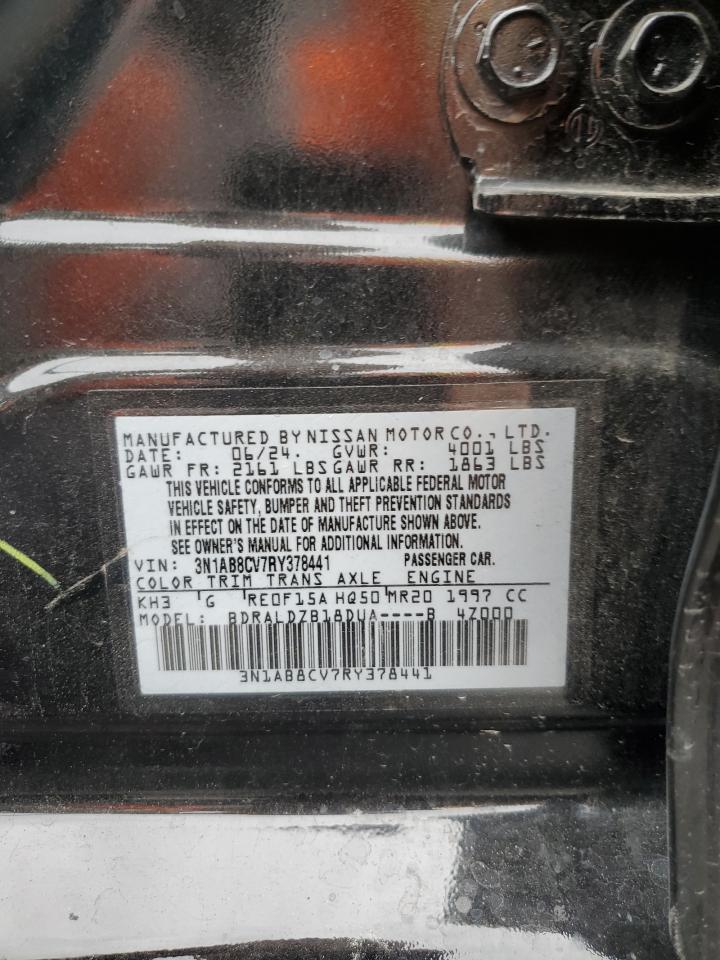 MANUFACTURED BY NISSAN MOTOR CO., LTD.
DATE: 06/24. GVWR: 4001 LBS
GAWR FR: 2161 LBS GAWR RR: 1863 LBS
THIS VEHICLE CONFORMS TO ALL APPLICABLE FEDERAL MOTOR
VEHICLE SAFETY, BUMPER AND THEFT PREVENTION STANDARDS
IN EFFECT ON THE DATE OF MANUFACTURE SHOWN ABOVE.
SEE OWNER'S MANUAL FOR ADDITIONAL INFORMATION.
VIN: 3N1AB8CV7RY378441 PASSENGER CAR.
COLOR TRIM TRANS AXLE ENGINE
KH3 G RE0F15A HQ50 MR20 1997 CC
MODEL: BDRALDZB18DUA----B 4Z000
3N1AB8CV7RY378441